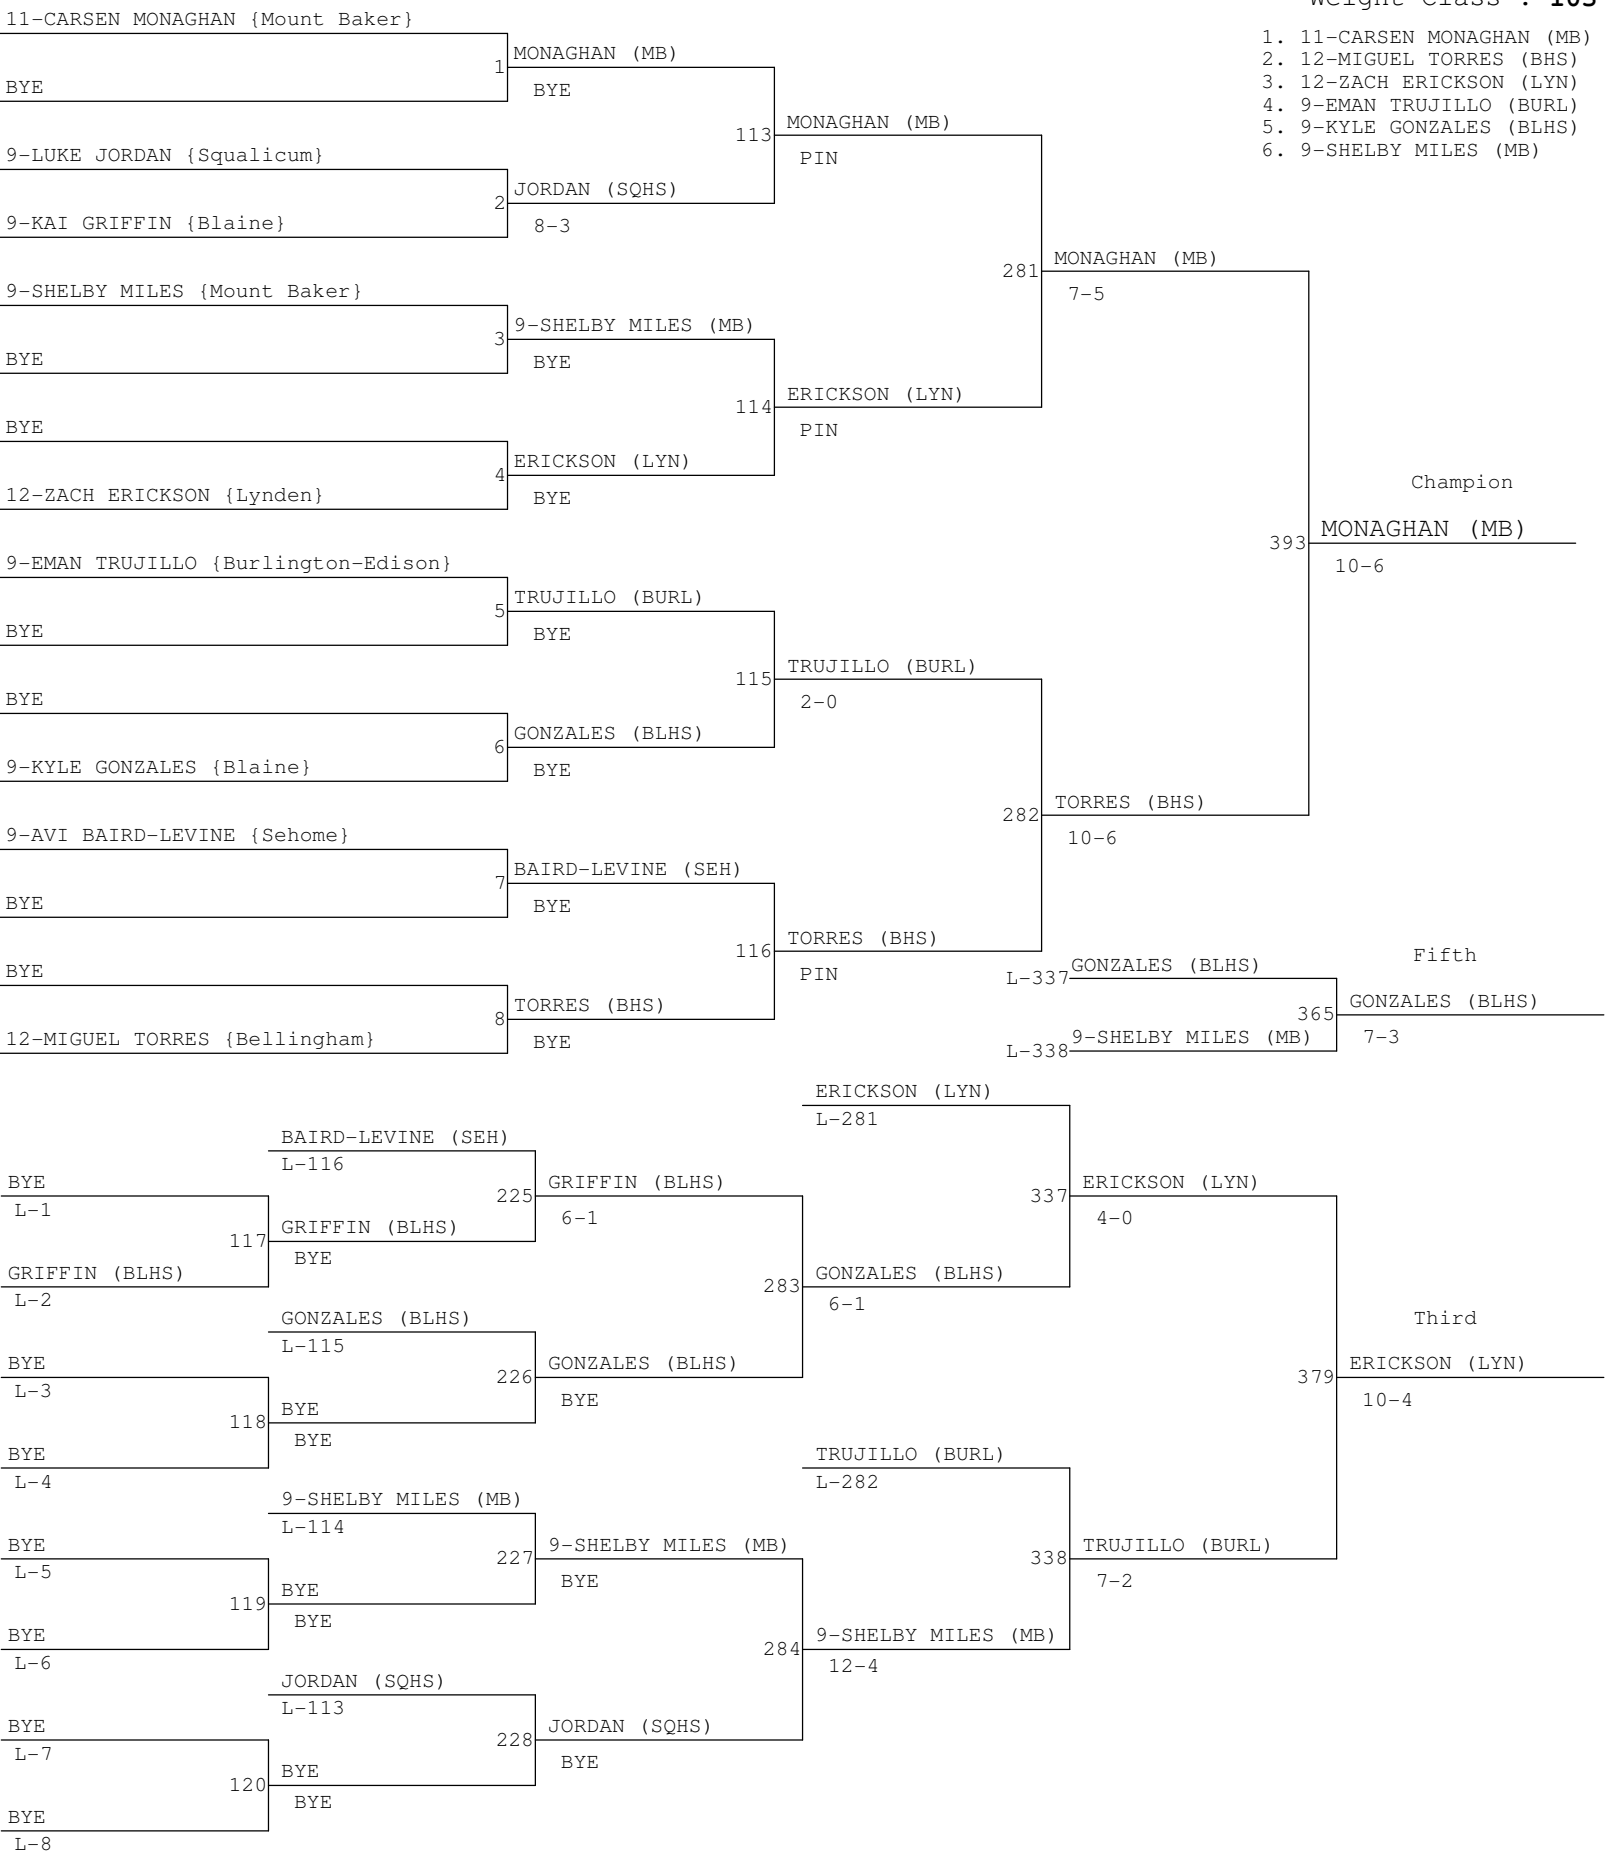 Weight Class : 103
1. 11-CARSEN MONAGHAN (MB)
2. 12-MIGUEL TORRES (BHS)
3. 12-ZACH ERICKSON (LYN)
4. 9-EMAN TRUJILLO (BURL)
5. 9-KYLE GONZALES (BLHS)
6. 9-SHELBY MILES (MB)
11-CARSEN MONAGHAN {Mount Baker}
BYE
9-LUKE JORDAN {Squalicum}
9-KAI GRIFFIN {Blaine}
9-SHELBY MILES {Mount Baker}
BYE
BYE
12-ZACH ERICKSON {Lynden}
9-EMAN TRUJILLO {Burlington-Edison}
BYE
BYE
9-KYLE GONZALES {Blaine}
9-AVI BAIRD-LEVINE {Sehome}
BYE
BYE
12-MIGUEL TORRES {Bellingham}
1 MONAGHAN (MB)
BYE
2 JORDAN (SQHS)
8-3
3 9-SHELBY MILES (MB)
BYE
4 ERICKSON (LYN)
BYE
5 TRUJILLO (BURL)
BYE
6 GONZALES (BLHS)
BYE
7 BAIRD-LEVINE (SEH)
BYE
8 TORRES (BHS)
BYE
113 MONAGHAN (MB)
PIN
114 ERICKSON (LYN)
PIN
115 TRUJILLO (BURL)
2-0
116 TORRES (BHS)
PIN
281 MONAGHAN (MB)
7-5
282 TORRES (BHS)
10-6
Champion
393 MONAGHAN (MB)
10-6
Fifth
L-337 GONZALES (BLHS)
L-338 9-SHELBY MILES (MB)
365 GONZALES (BLHS)
7-3
BYE
L-1
GRIFFIN (BLHS)
L-2
BYE
L-3
BYE
L-4
BYE
L-5
BYE
L-6
BYE
L-7
BYE
L-8
BAIRD-LEVINE (SEH)
L-116
117 GRIFFIN (BLHS)
BYE
GONZALES (BLHS)
L-115
118 BYE
BYE
9-SHELBY MILES (MB)
L-114
119 BYE
BYE
JORDAN (SQHS)
L-113
120 BYE
BYE
225 GRIFFIN (BLHS)
6-1
226 GONZALES (BLHS)
BYE
227 9-SHELBY MILES (MB)
BYE
228 JORDAN (SQHS)
BYE
ERICKSON (LYN)
L-281
283 GONZALES (BLHS)
6-1
TRUJILLO (BURL)
L-282
284 9-SHELBY MILES (MB)
12-4
337 ERICKSON (LYN)
4-0
338 TRUJILLO (BURL)
7-2
Third
379 ERICKSON (LYN)
10-4